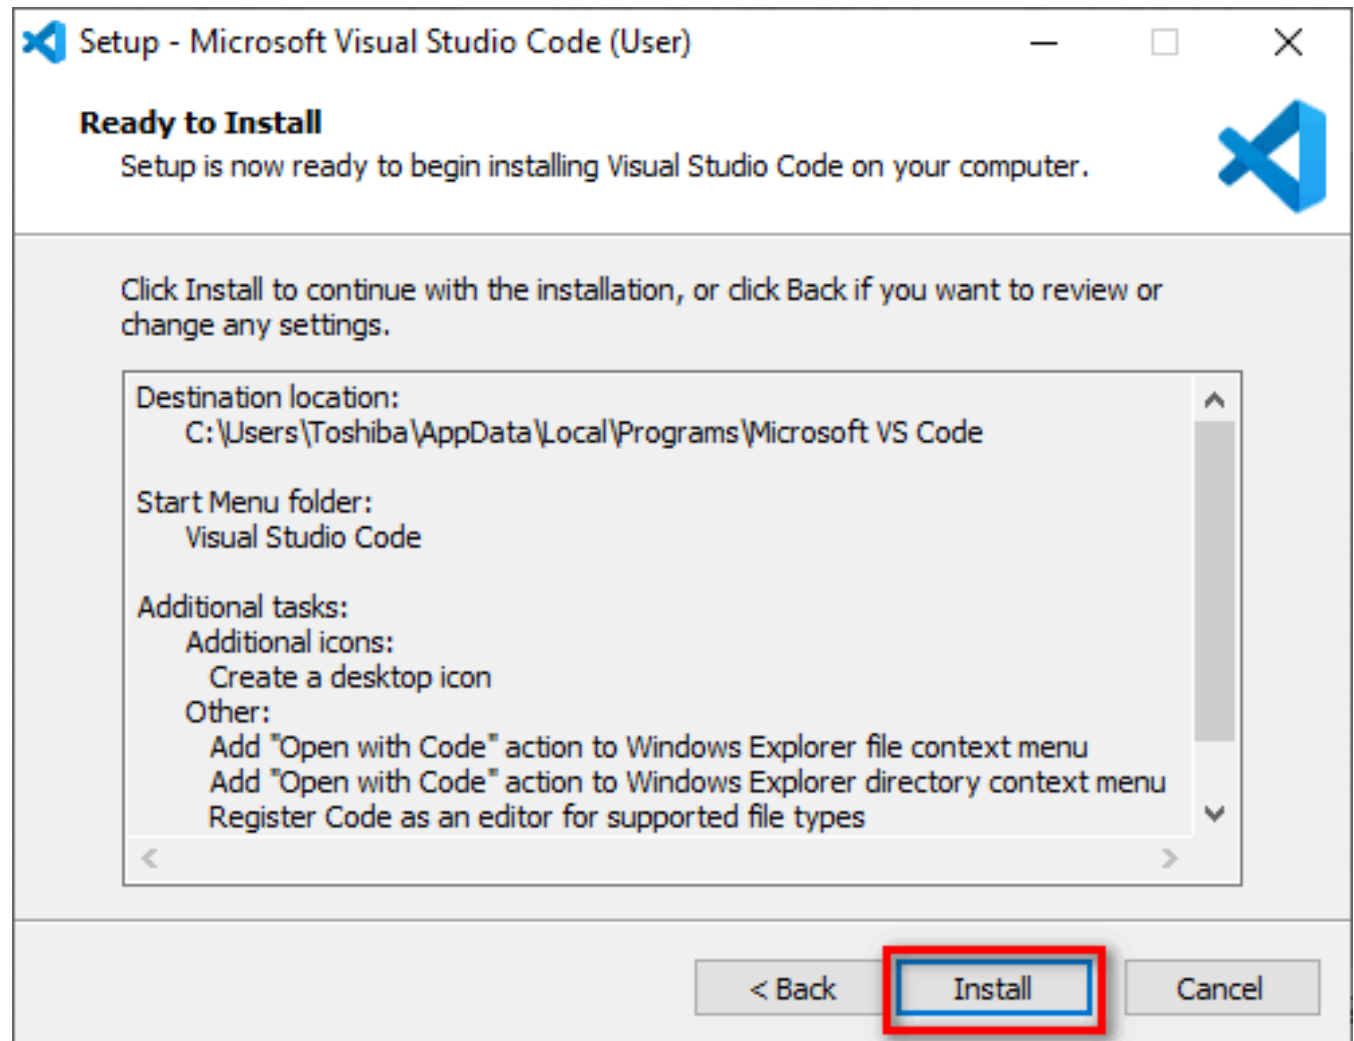 Setup - Microsoft Visual Studio Code (User)
Ready to Install
Setup is now ready to begin installing Visual Studio Code on your computer.
Click Install to continue with the installation, or click Back if you want to review or
change any settings.
Destination location:
C:\Users\Toshiba\AppData\Local\Programs\Microsoft VS Code
Start Menu folder:
Visual Studio Code
Additional tasks:
Additional icons:
Create a desktop icon
Other:
Add "Open with Code" action to Windows Explorer file context menu
Add "Open with Code" action to Windows Explorer directory context menu
Register Code as an editor for supported file types
< Back Install Cancel